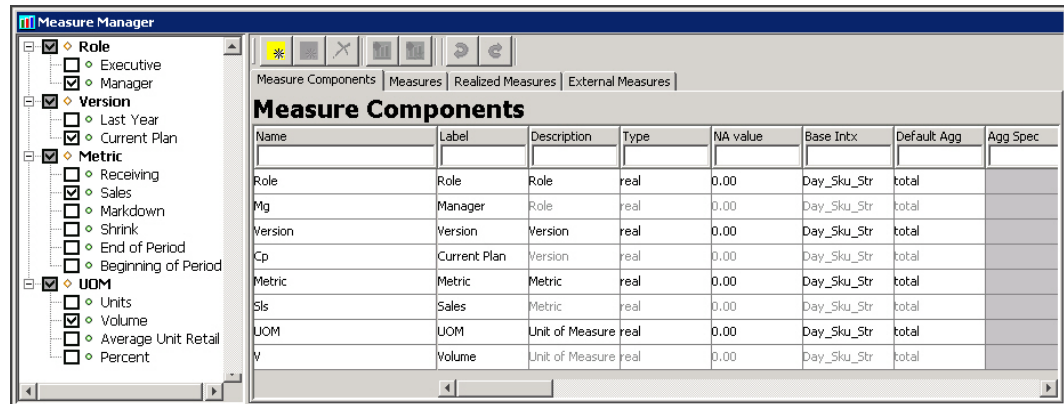 Measure Manager
Role
Executive
Manager
Version
Last Year
Current Plan
Metric
Receiving
Sales
Markdown
Shrink
End of Period
Beginning of Period
UOM
Units
Volume
Average Unit Retail
Percent
Measure Components Measures Realized Measures External Measures
Measure Components
Name Label Description Type NA value Base Intx Default Agg Agg Spec
Role Role Role real 0.00 Day_Sku_Str total
Mg Manager Role real 0.00 Day_Sku_Str total
Version Version Version real 0.00 Day_Sku_Str total
Cp Current Plan Version real 0.00 Day_Sku_Str total
Metric Metric Metric real 0.00 Day_Sku_Str total
Sls Sales Metric real 0.00 Day_Sku_Str total
UOM UOM Unit of Measure real 0.00 Day_Sku_Str total
V Volume Unit of Measure real 0.00 Day_Sku_Str total